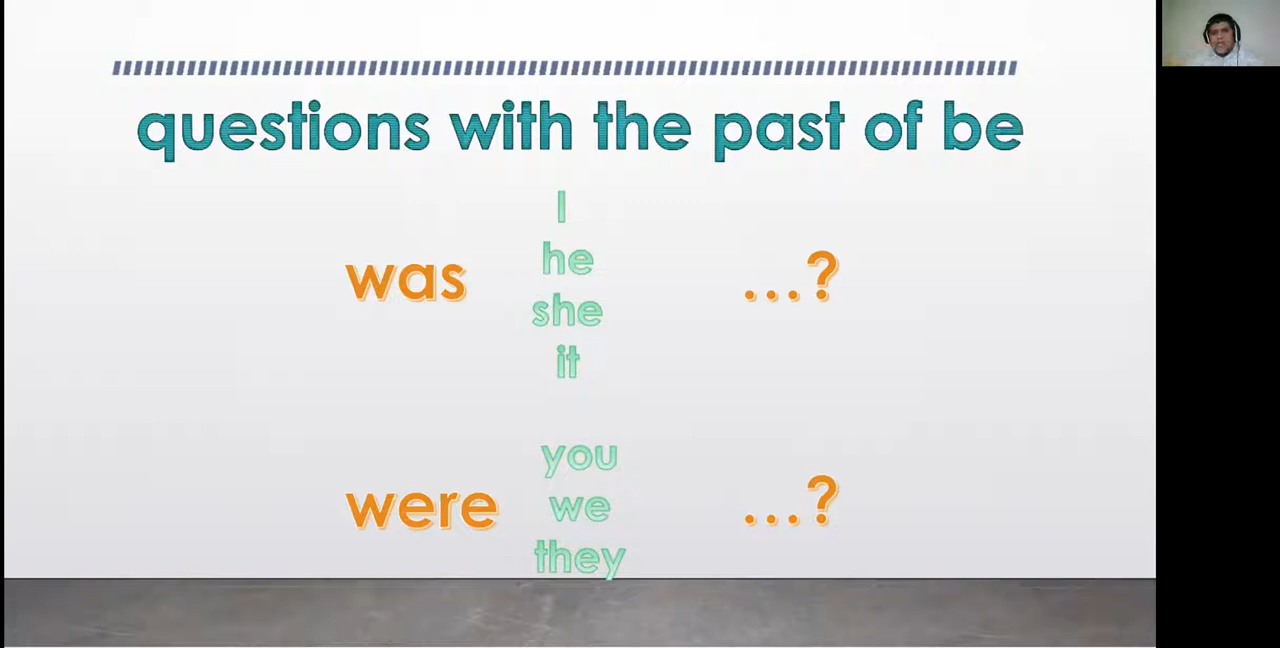 questions with the past of be
I
he
was ...?
she
it
you
were we ...?
they